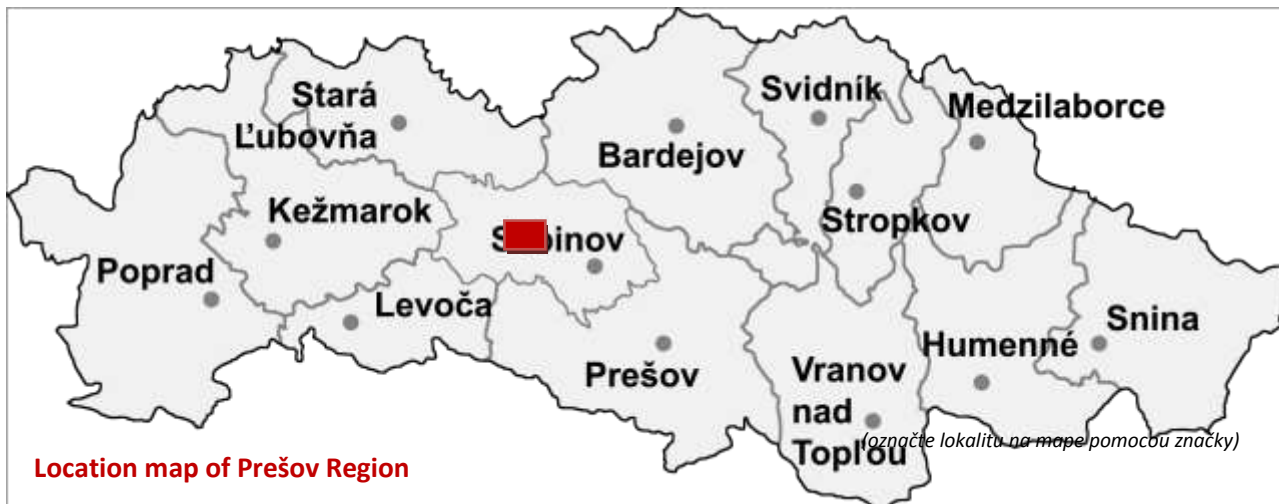 Stará
Ľubovňa
Svidník
Medzilaborce
Bardejov
Kežmarok
Stropkov
Poprad
Levoča
Snina
Humenné
Prešov
Vranov
nad
Topľou
(označte lokalitu na mape pomocou značky)
Location map of Prešov Region